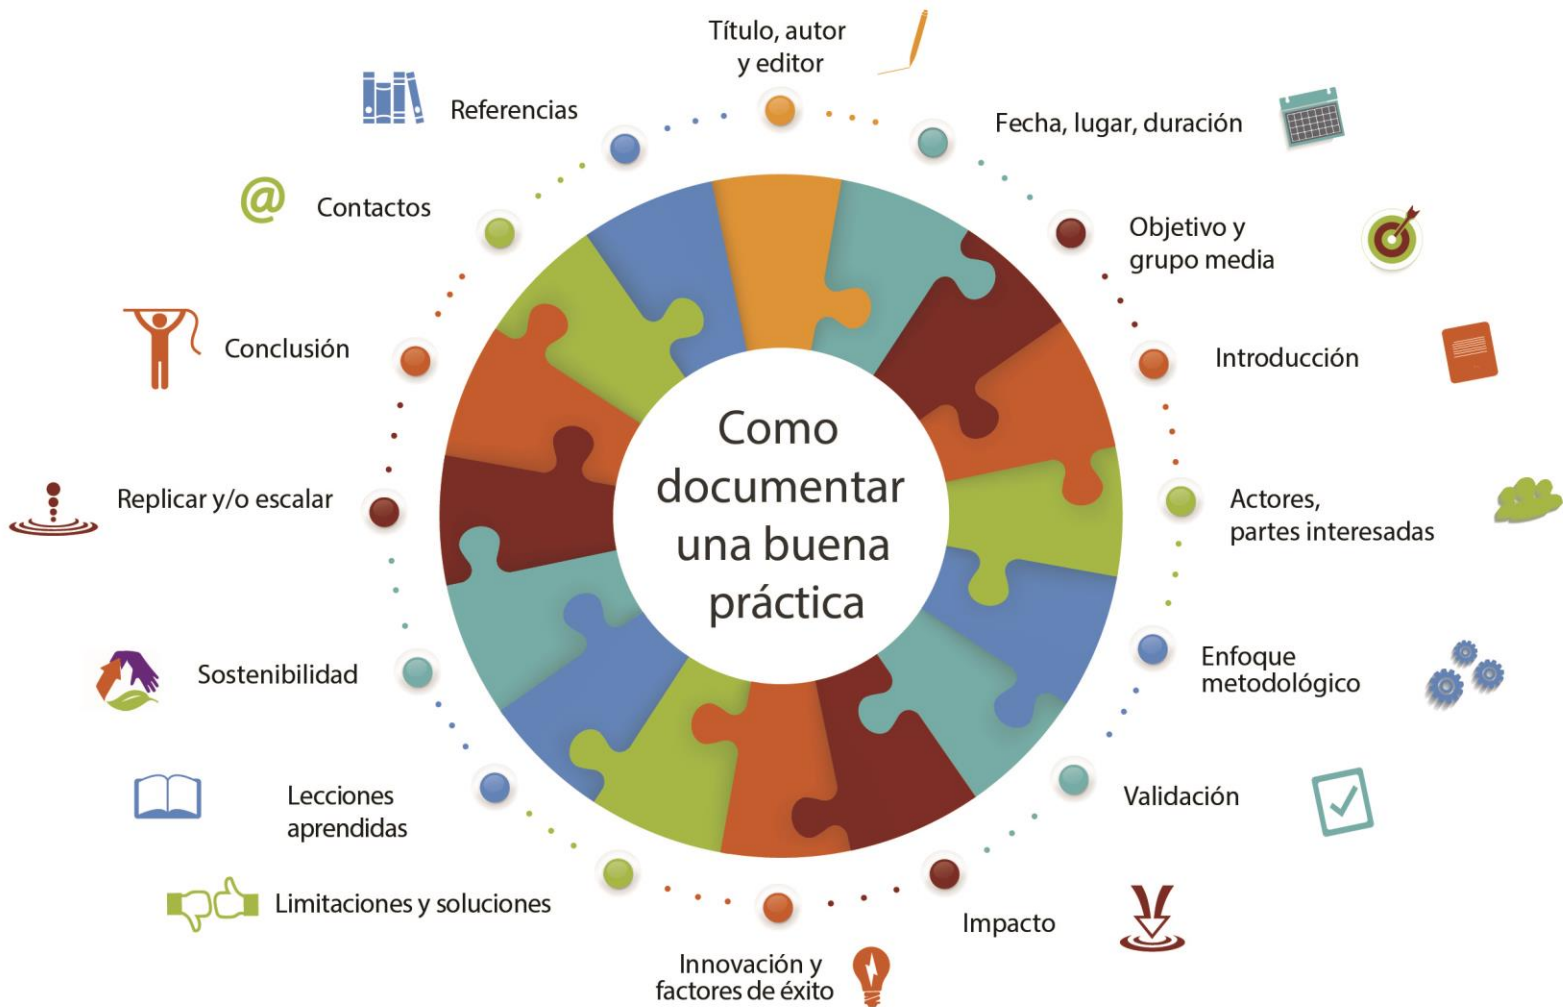 Título, autor
y editor
Fecha, lugar, duración
Objetivo y
grupo media
Introducción
Actores,
partes interesadas
Enfoque
metodológico
Validación
Impacto
Innovación y
factores de éxito
Limitaciones y soluciones
Lecciones
aprendidas
Sostenibilidad
Replicar y/o escalar
Conclusión
@
Contactos
Referencias
Como
documentar
una buena
práctica